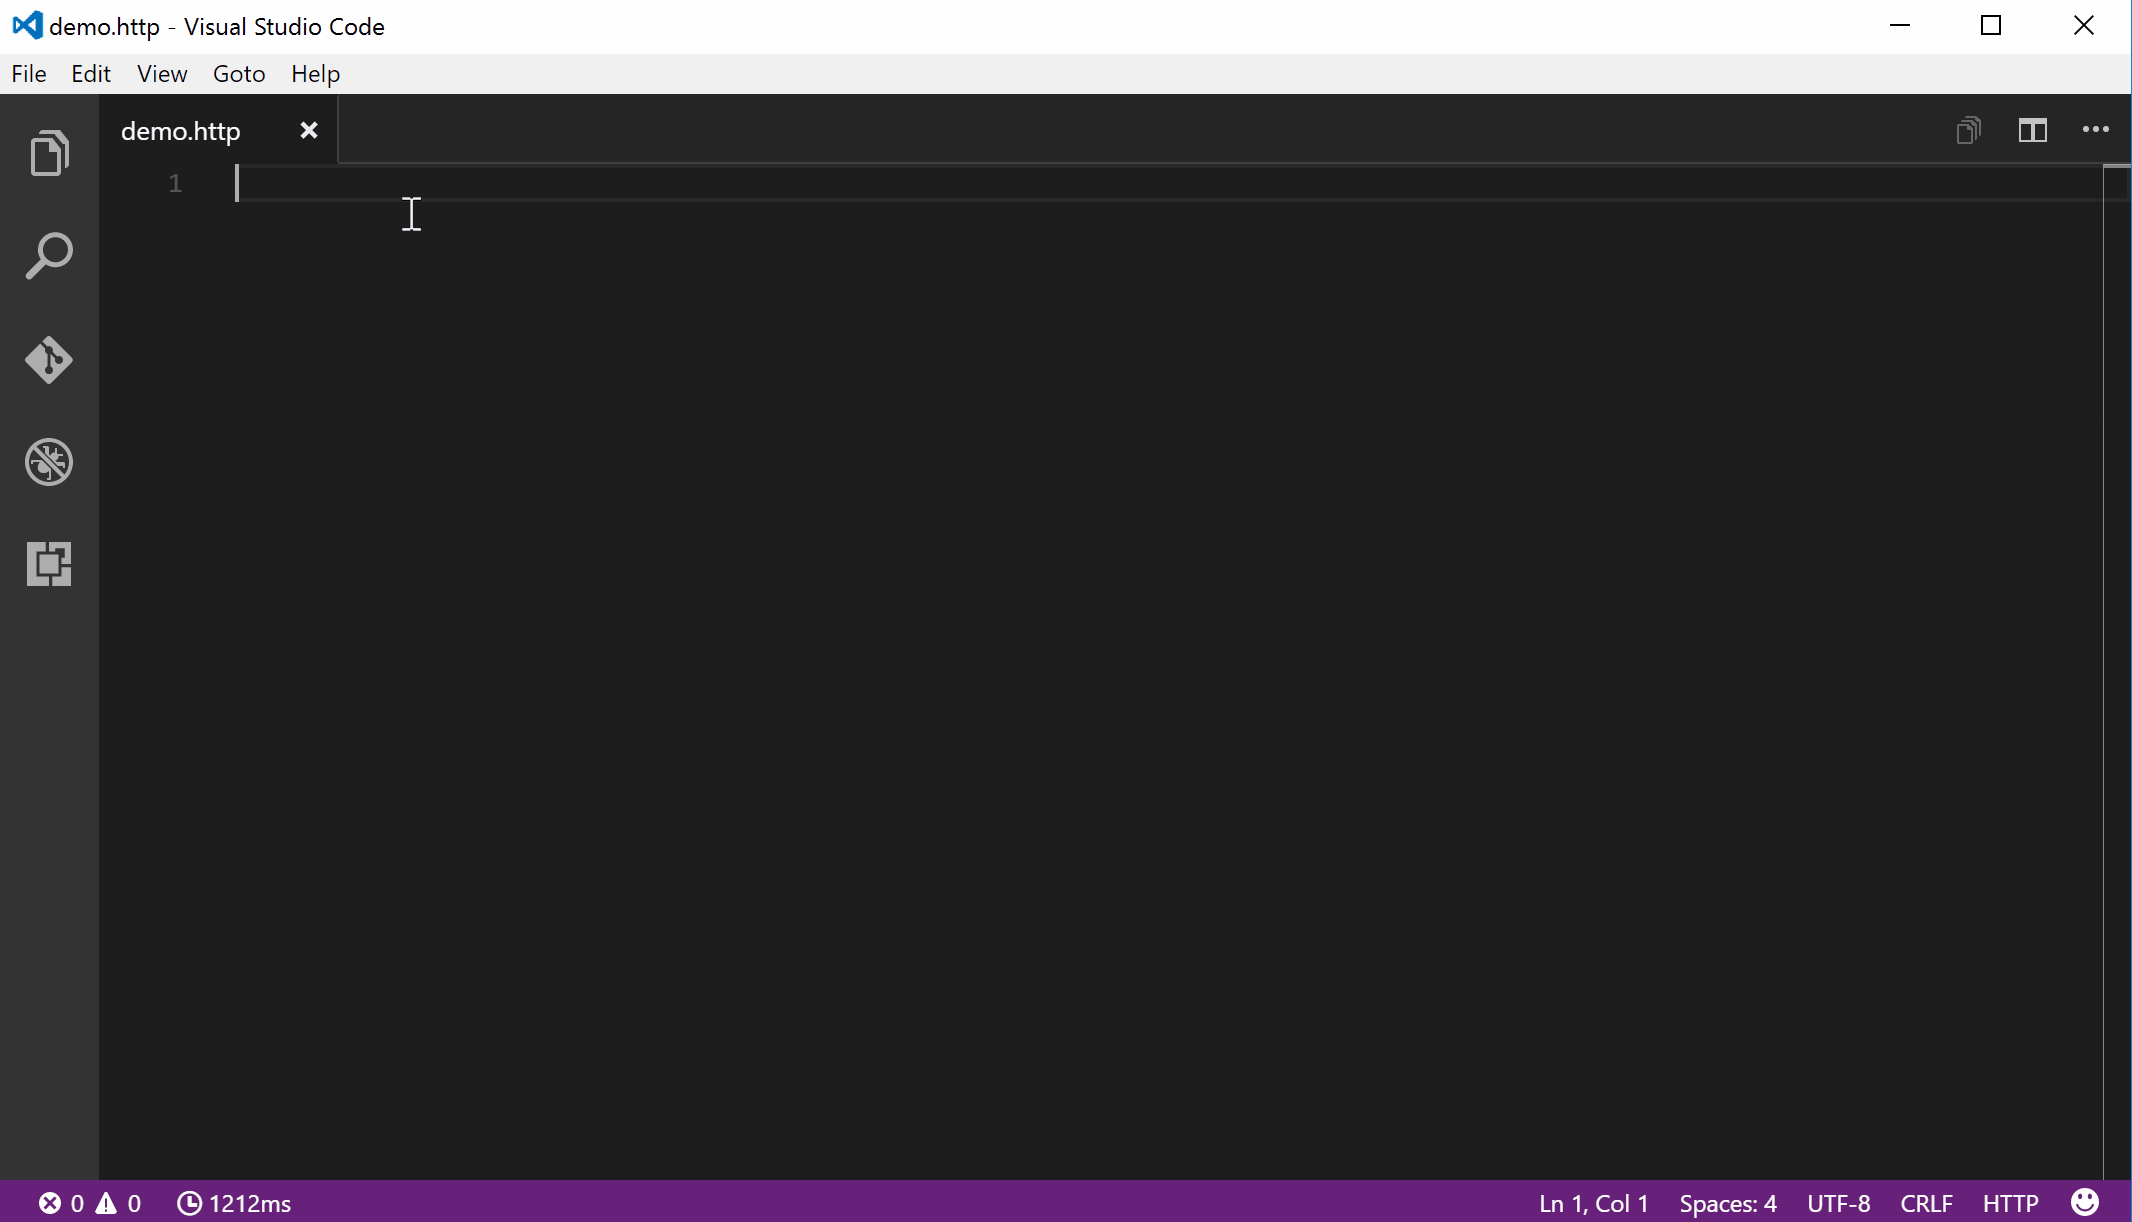 demo.http - Visual Studio Code
File Edit View Goto Help
demo.http
1
0 0 1212ms Ln 1, Col 1 Spaces: 4 UTF-8 CRLF HTTP